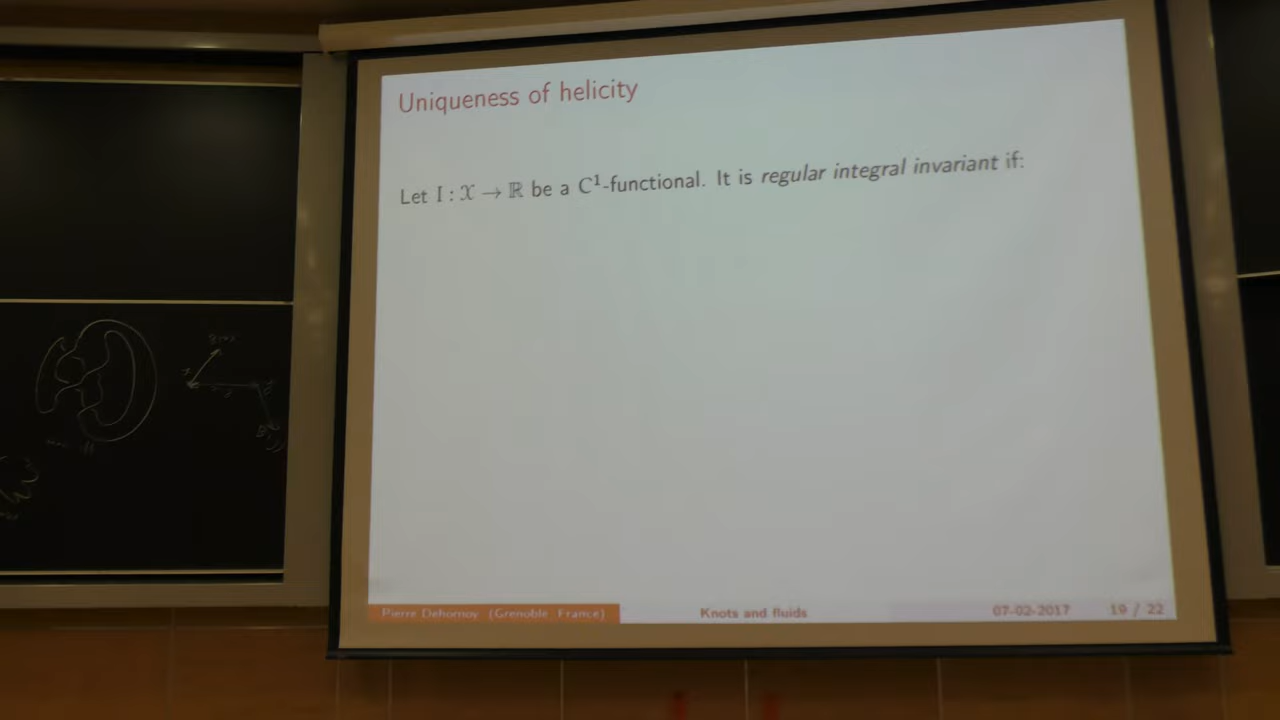 Uniqueness of helicity
Let I : X → ℝ be a C¹-functional. It is regular integral invariant if:
Pierre Dehornoy (Grenoble France)
Knots and fluids
07-02-2017
19 / 22